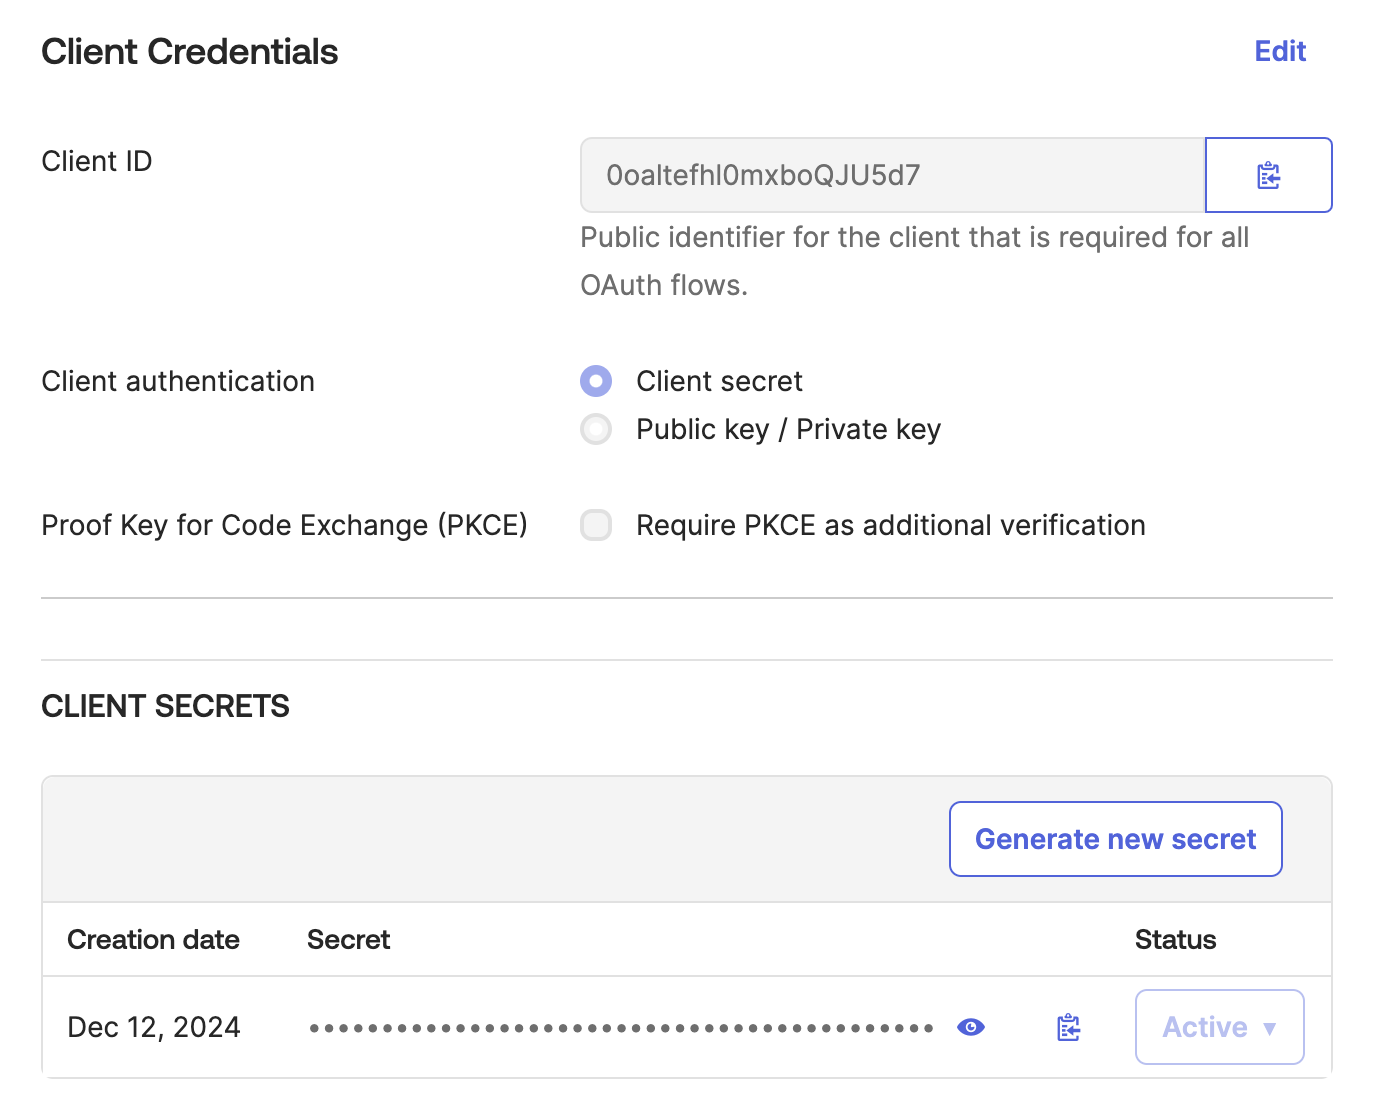 Client Credentials
Edit
Client ID
0oaltefhl0mxboQJU5d7
Public identifier for the client that is required for all
OAuth flows.
Client authentication
Client secret
Public key / Private key
Proof Key for Code Exchange (PKCE)
Require PKCE as additional verification
CLIENT SECRETS
Generate new secret
Creation date Secret Status
Dec 12, 2024 ••••••••••••••••••••••••••••••••••••••••••• Active ▼